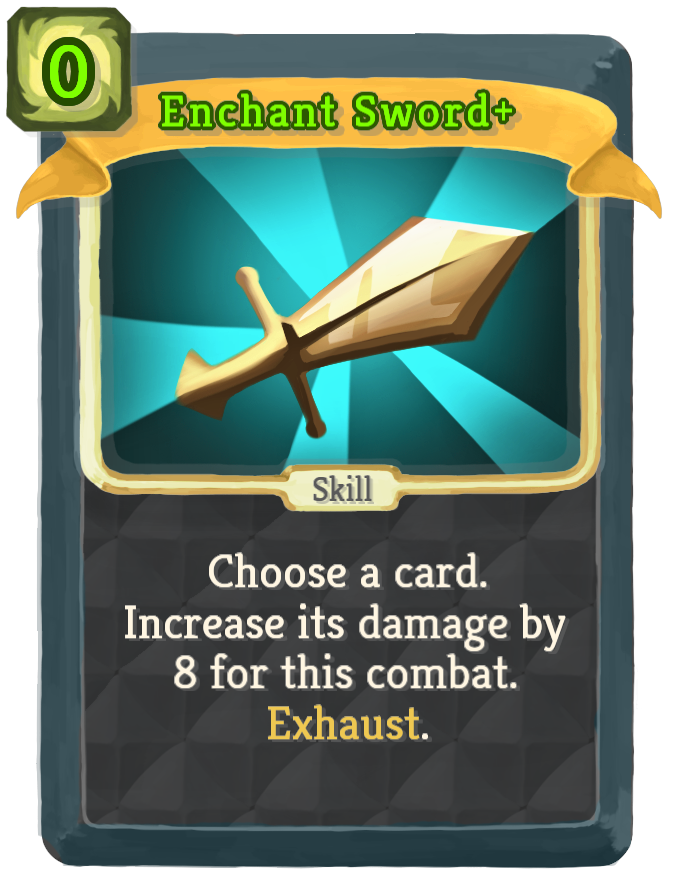 0
Enchant Sword+
Skill
Choose a card.
Increase its damage by
8 for this combat.
Exhaust.